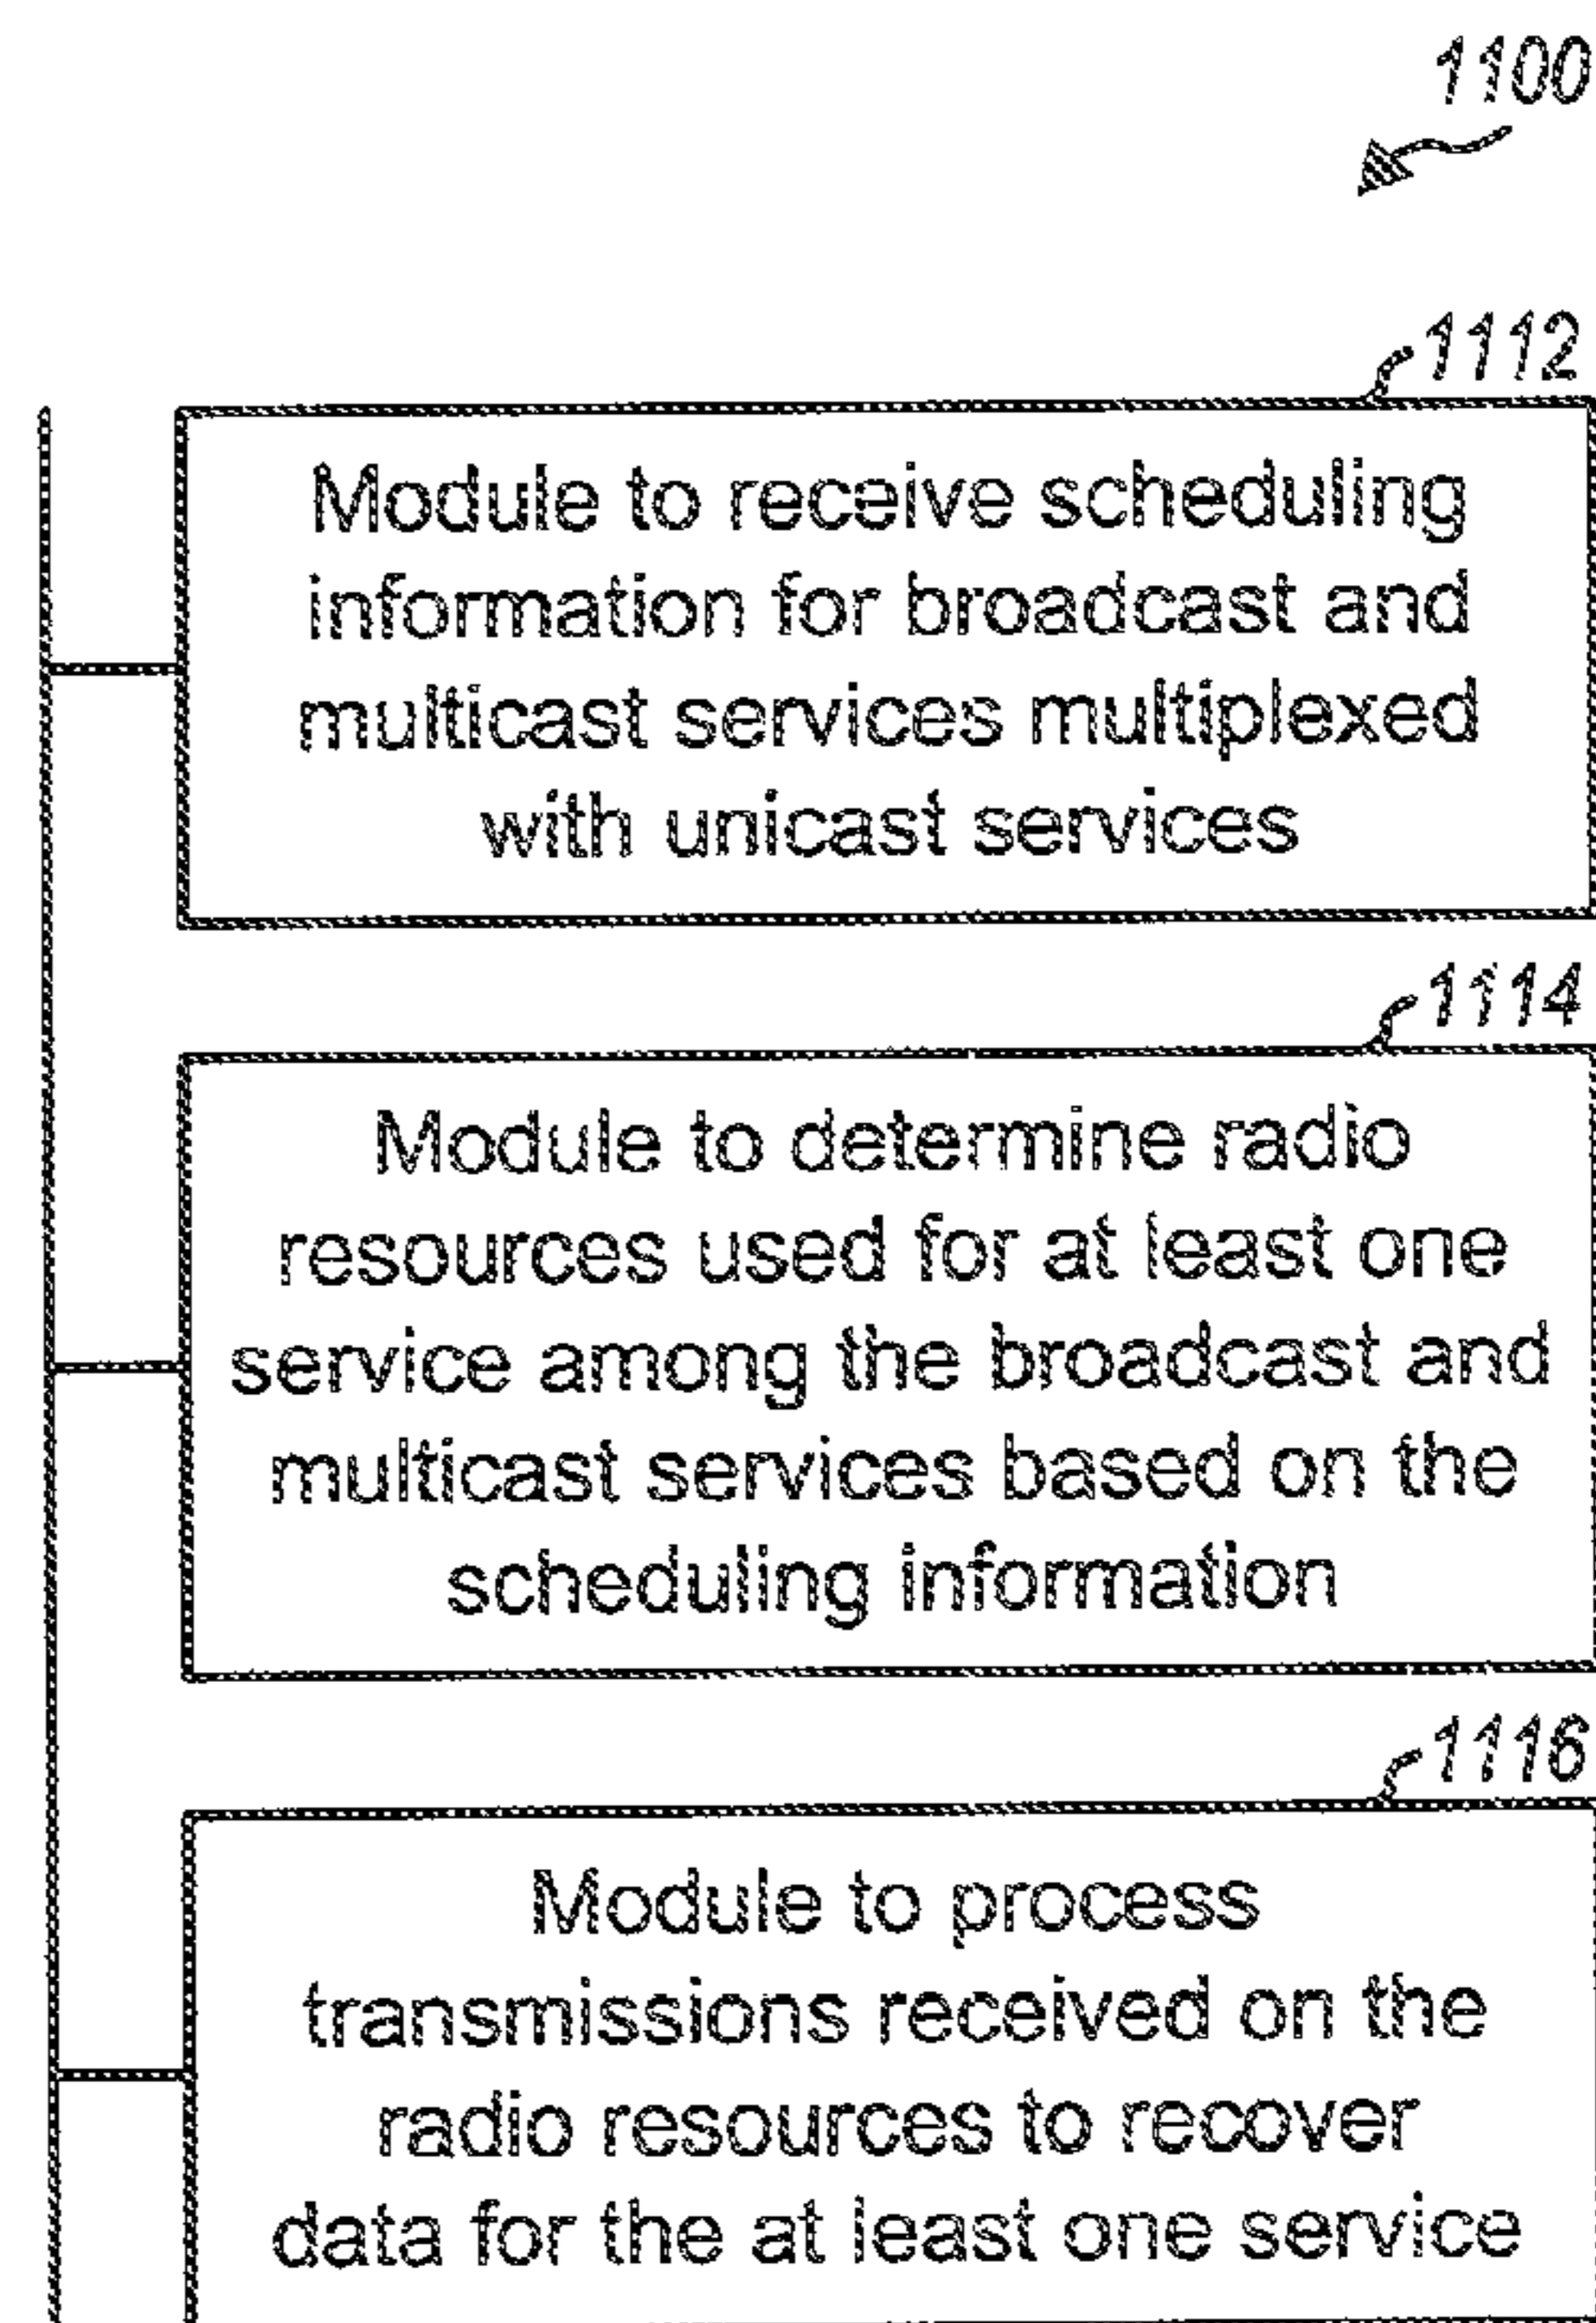 1100
1112
Module to receive scheduling
information for broadcast and
multicast services multiplexed
with unicast services
1114
Module to determine radio
resources used for at least one
service among the broadcast and
multicast services based on the
scheduling information
1116
Module to process
transmissions received on the
radio resources to recover
data for the at least one service